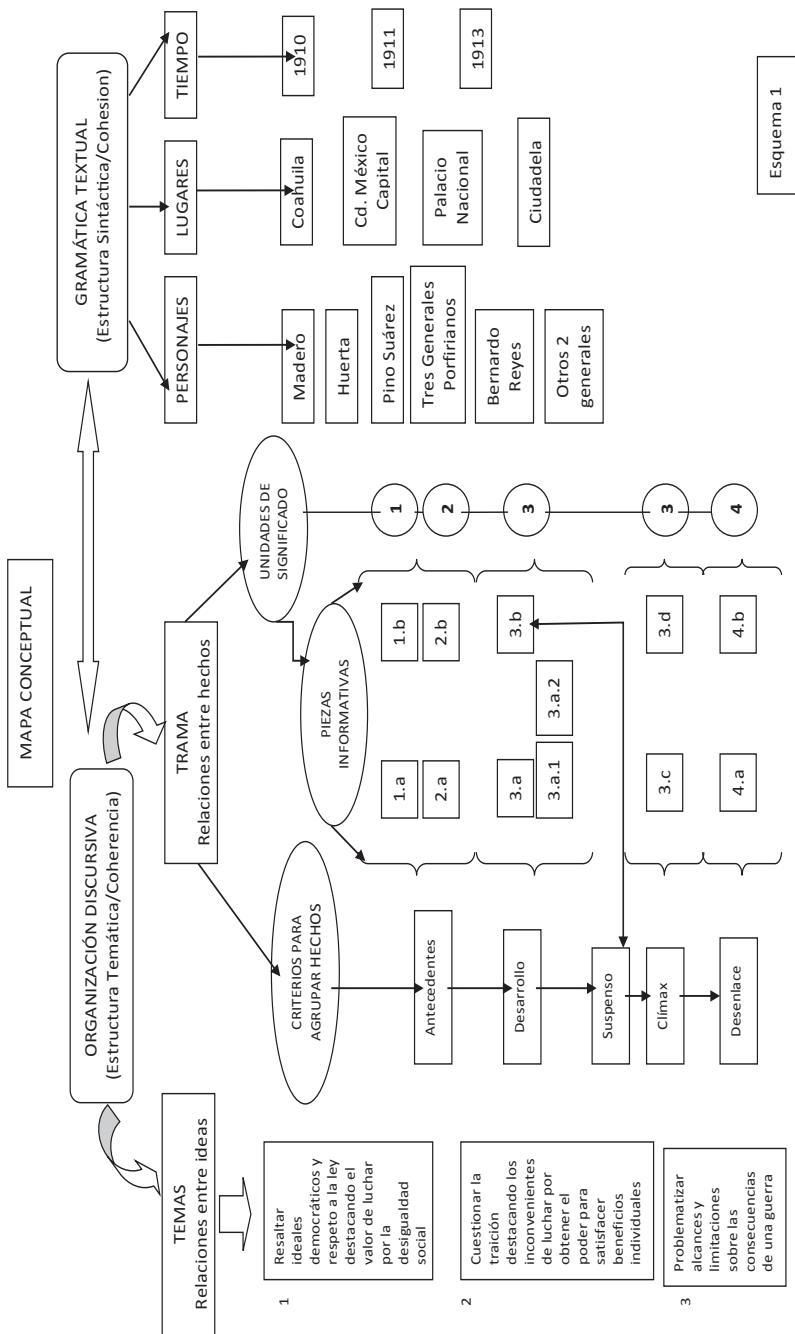 MAPA CONCEPTUAL
ORGANIZACIÓN DISCURSIVA
(Estructura Temática/Coherencia)
GRAMÁTICA TEXTUAL
(Estructura Sintáctica/Cohesion)
TEMAS
Relaciones entre ideas
1
Resaltar
ideales
democráticos y
respeto a la ley
destacando el
valor de luchar
por la
desigualdad
social
2
Cuestionar la
traición
destacando los
inconvenientes
de luchar por
obtener el
poder para
satisfacer
beneficios
individuales
3
Problematizar
alcances y
limitaciones
sobre las
consecuencias
de una guerra
TRAMA
Relaciones entre hechos
CRITERIOS PARA
AGRUPAR HECHOS
Antecedentes
Desarrollo
Suspenso
Clímax
Desenlace
PIEZAS
INFORMATIVAS
1.a
1.b
2.a
2.b
3.a
3.b
3.a.1
3.a.2
3.c
3.d
4.a
4.b
UNIDADES DE
SIGNIFICADO
1
2
3
3
4
PERSONAJES
Madero
Huerta
Pino Suárez
Tres Generales
Porfirianos
Bernardo
Reyes
Otros 2
generales
LUGARES
Coahuila
Cd. México
Capital
Palacio
Nacional
Ciudadela
TIEMPO
1910
1911
1913
Esquema 1